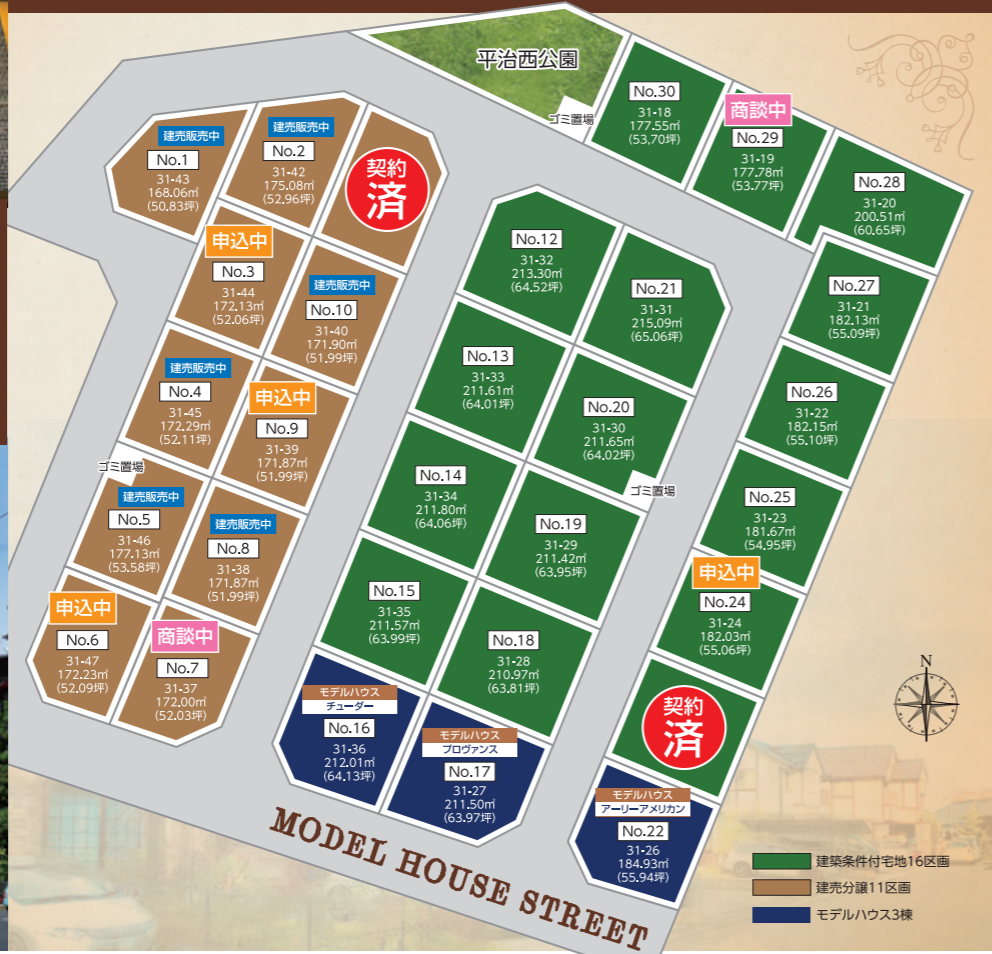 平治西公園
ゴミ置場
No.30
31-18
177.55㎡
(53.70坪)
商談中
No.29
31-19
177.78㎡
(53.77坪)
No.28
31-20
200.51㎡
(60.65坪)
建売販売中
No.1
31-43
168.06㎡
(50.83坪)
建売販売中
No.2
31-42
175.08㎡
(52.96坪)
契約
済
申込中
No.3
31-44
172.13㎡
(52.06坪)
建売販売中
No.10
31-40
171.90㎡
(51.99坪)
建売販売中
No.4
31-45
172.29㎡
(52.11坪)
申込中
No.9
31-39
171.87㎡
(51.99坪)
ゴミ置場
建売販売中
No.5
31-46
177.13㎡
(53.58坪)
建売販売中
No.8
31-38
171.87㎡
(51.99坪)
申込中
No.6
31-47
172.23㎡
(52.09坪)
商談中
No.7
31-37
172.00㎡
(52.03坪)
No.12
31-32
213.30㎡
(64.52坪)
No.21
31-31
215.09㎡
(65.06坪)
No.13
31-33
211.61㎡
(64.01坪)
No.20
31-30
211.65㎡
(64.02坪)
ゴミ置場
No.14
31-34
211.80㎡
(64.06坪)
No.19
31-29
211.42㎡
(63.95坪)
No.15
31-35
211.57㎡
(63.99坪)
No.18
31-28
210.97㎡
(63.81坪)
モデルハウス
チューダー
No.16
31-36
212.01㎡
(64.13坪)
モデルハウス
プロヴァンス
No.17
31-27
211.50㎡
(63.97坪)
No.27
31-21
182.13㎡
(55.09坪)
No.26
31-22
182.15㎡
(55.10坪)
No.25
31-23
181.67㎡
(54.95坪)
申込中
No.24
31-24
182.03㎡
(55.06坪)
契約
済
モデルハウス
アーリーアメリカン
No.22
31-26
184.93㎡
(55.94坪)
MODEL HOUSE STREET
N
建築条件付宅地16区画
建売分譲11区画
モデルハウス3棟